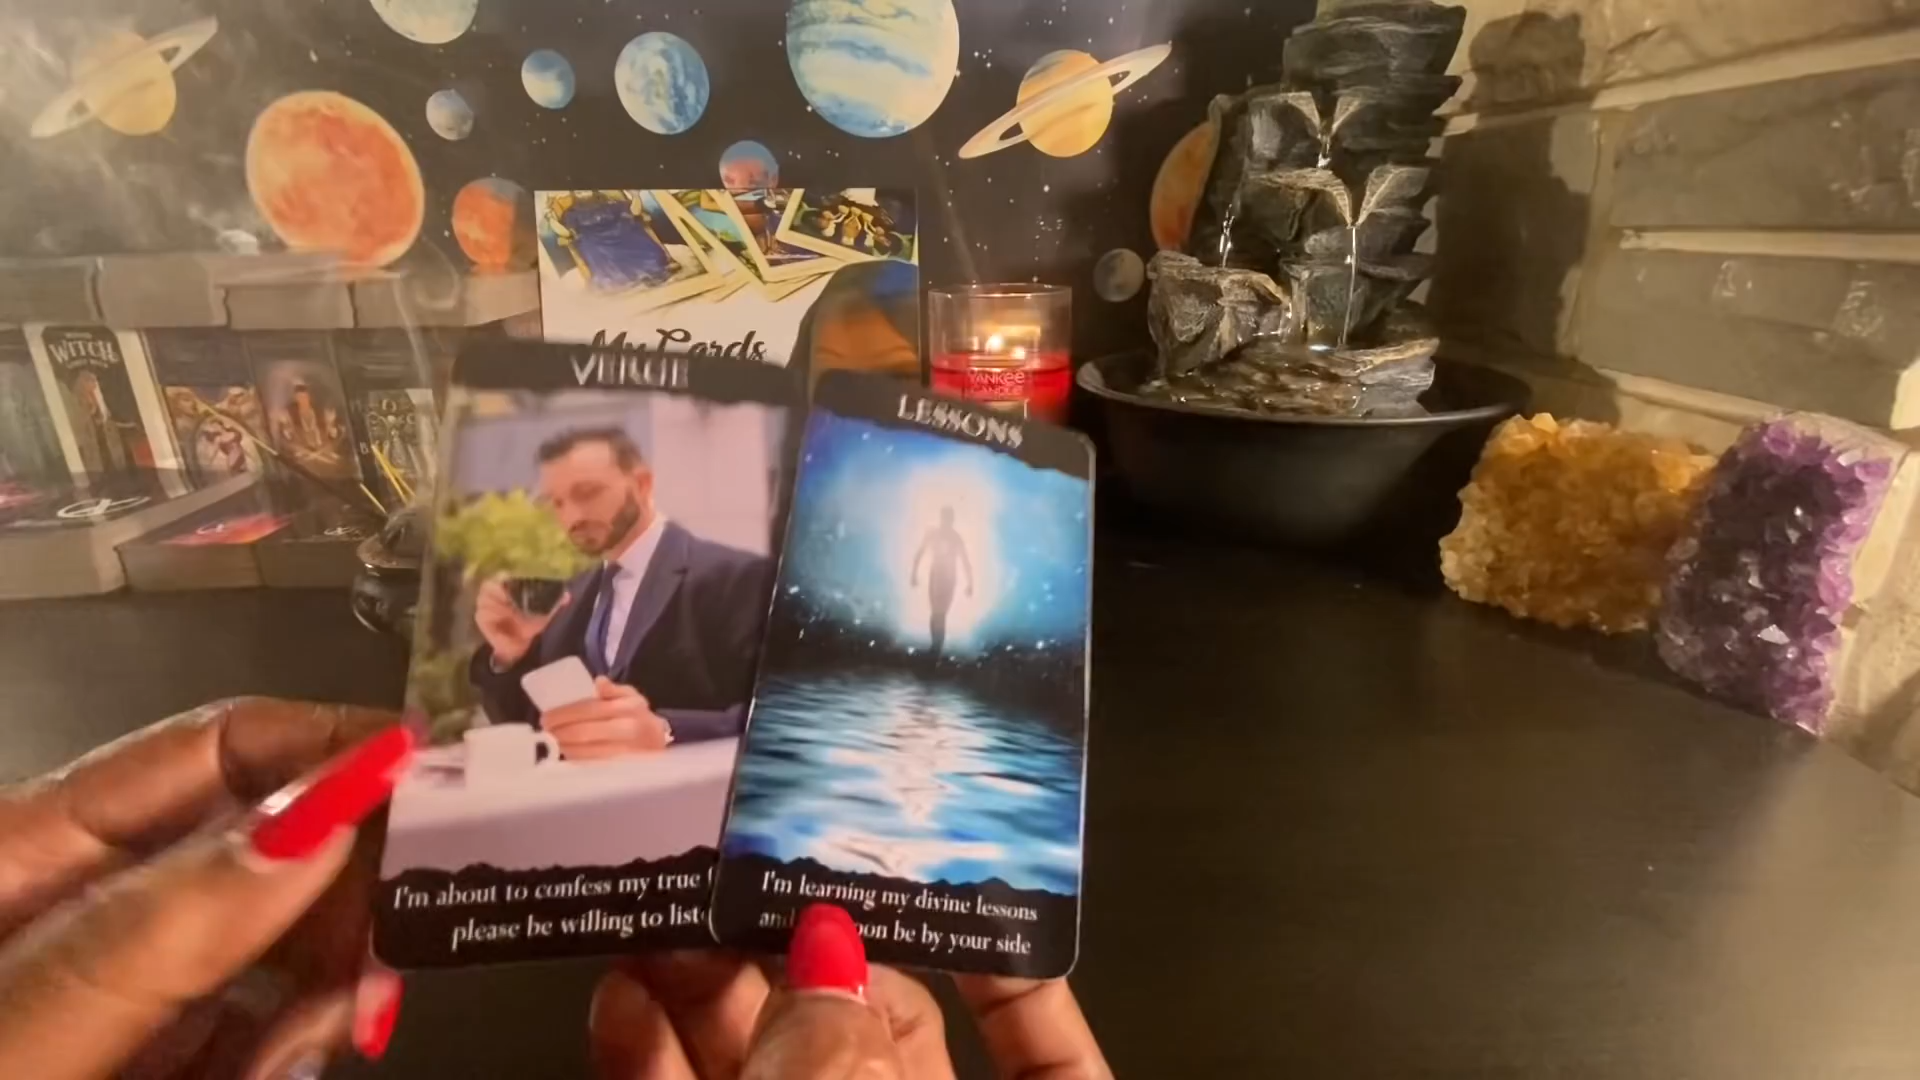 WITCH
My Cards
YANKEE
CANDLE
VERGE
LESSONS
I'm about to confess my true
please be willing to list
I'm learning my divine lessons
and oon be by your side